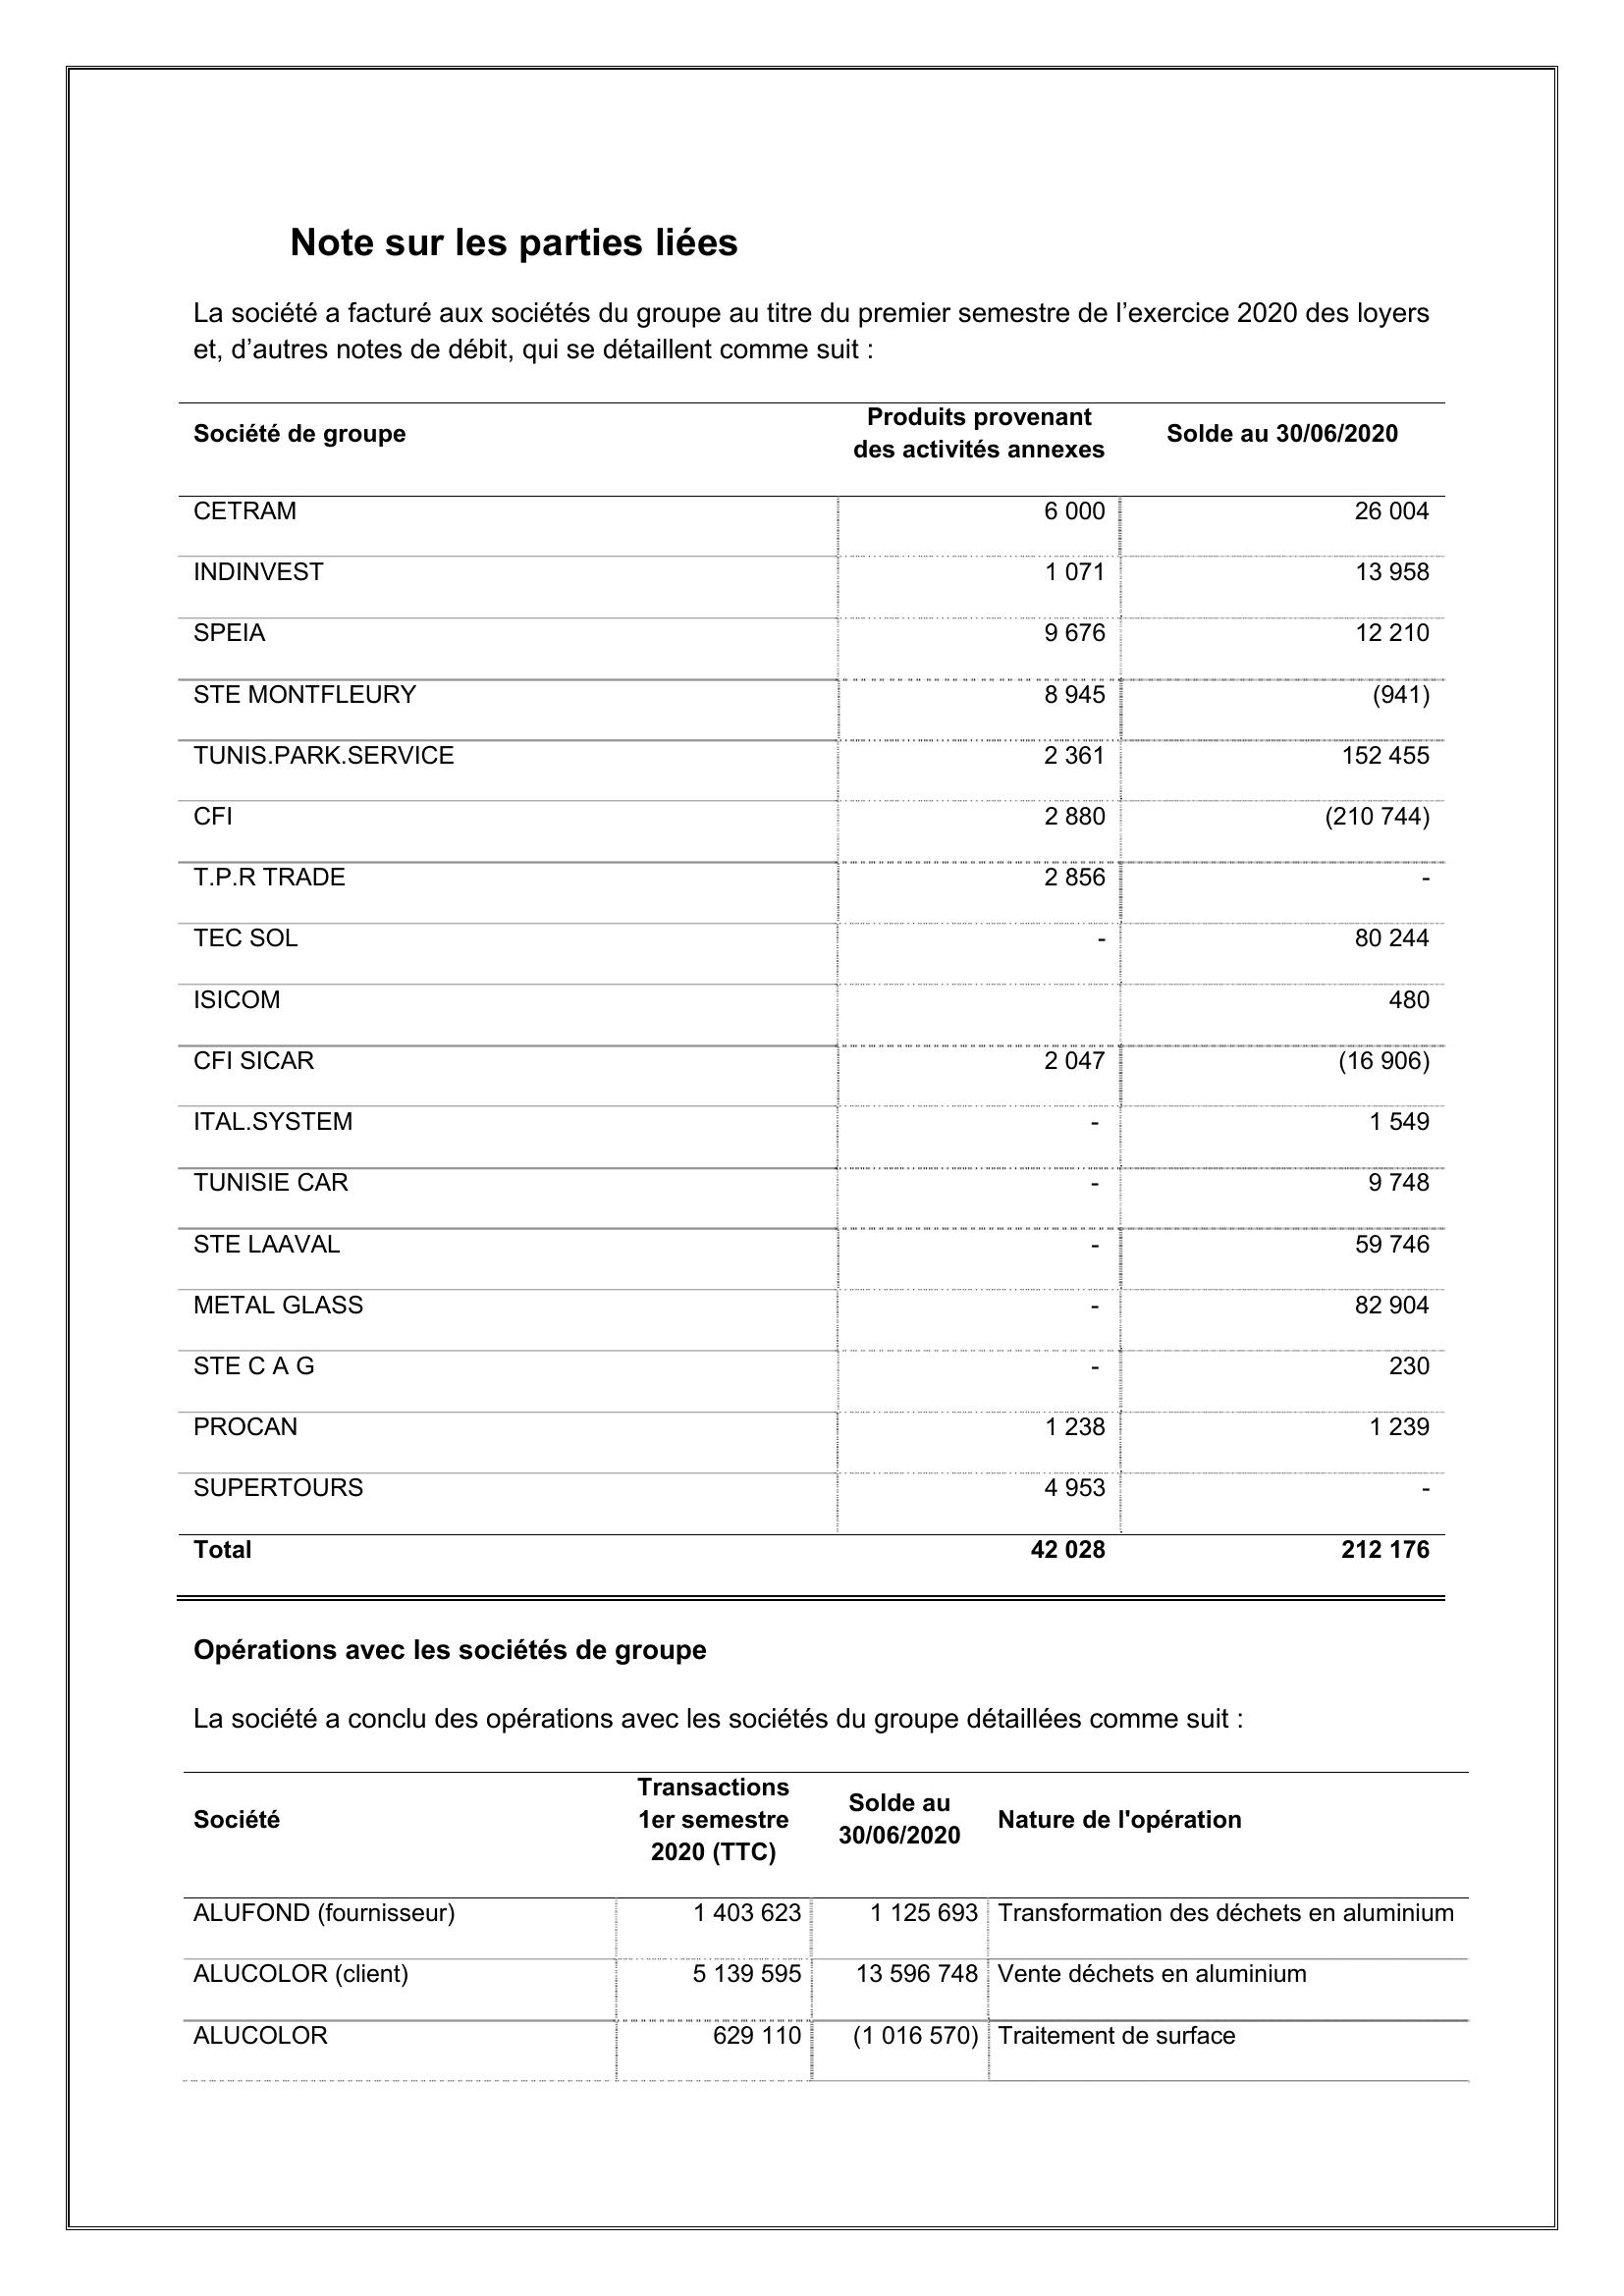 Note sur les parties liées
La société a facturé aux sociétés du groupe au titre du premier semestre de l’exercice 2020 des loyers
et, d’autres notes de débit, qui se détaillent comme suit :
Société de groupe Produits provenant des activités annexes Solde au 30/06/2020
CETRAM 6 000 26 004
INDINVEST 1 071 13 958
SPEIA 9 676 12 210
STE MONTFLEURY 8 945 (941)
TUNIS.PARK.SERVICE 2 361 152 455
CFI 2 880 (210 744)
T.P.R TRADE 2 856 -
TEC SOL - 80 244
ISICOM 480
CFI SICAR 2 047 (16 906)
ITAL.SYSTEM - 1 549
TUNISIE CAR - 9 748
STE LAAVAL - 59 746
METAL GLASS - 82 904
STE C A G - 230
PROCAN 1 238 1 239
SUPERTOURS 4 953 -
Total 42 028 212 176
Opérations avec les sociétés de groupe
La société a conclu des opérations avec les sociétés du groupe détaillées comme suit :
Société Transactions 1er semestre 2020 (TTC) Solde au 30/06/2020 Nature de l'opération
ALUFOND (fournisseur) 1 403 623 1 125 693 Transformation des déchets en aluminium
ALUCOLOR (client) 5 139 595 13 596 748 Vente déchets en aluminium
ALUCOLOR 629 110 (1 016 570) Traitement de surface